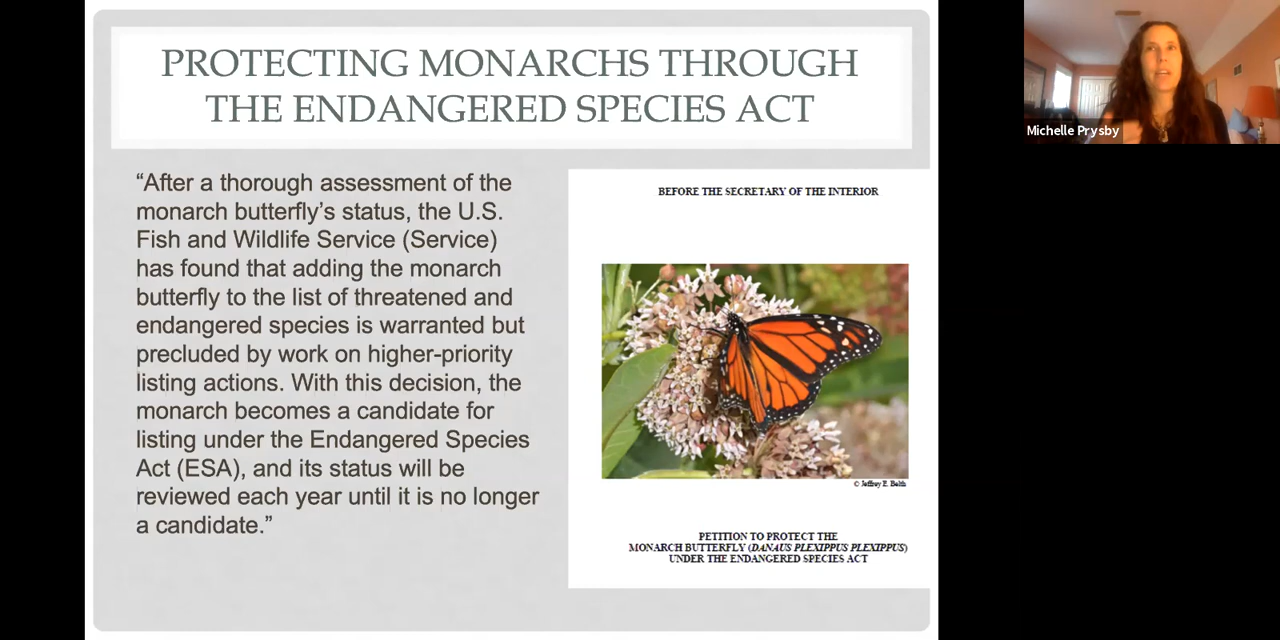 PROTECTING MONARCHS THROUGH
THE ENDANGERED SPECIES ACT
“After a thorough assessment of the
monarch butterfly’s status, the U.S.
Fish and Wildlife Service (Service)
has found that adding the monarch
butterfly to the list of threatened and
endangered species is warranted but
precluded by work on higher-priority
listing actions. With this decision, the
monarch becomes a candidate for
listing under the Endangered Species
Act (ESA), and its status will be
reviewed each year until it is no longer
a candidate.”
BEFORE THE SECRETARY OF THE INTERIOR
© Jeffrey E. Belth
PETITION TO PROTECT THE
MONARCH BUTTERFLY (DANAUS PLEXIPPUS PLEXIPPUS)
UNDER THE ENDANGERED SPECIES ACT
Michelle Prysby